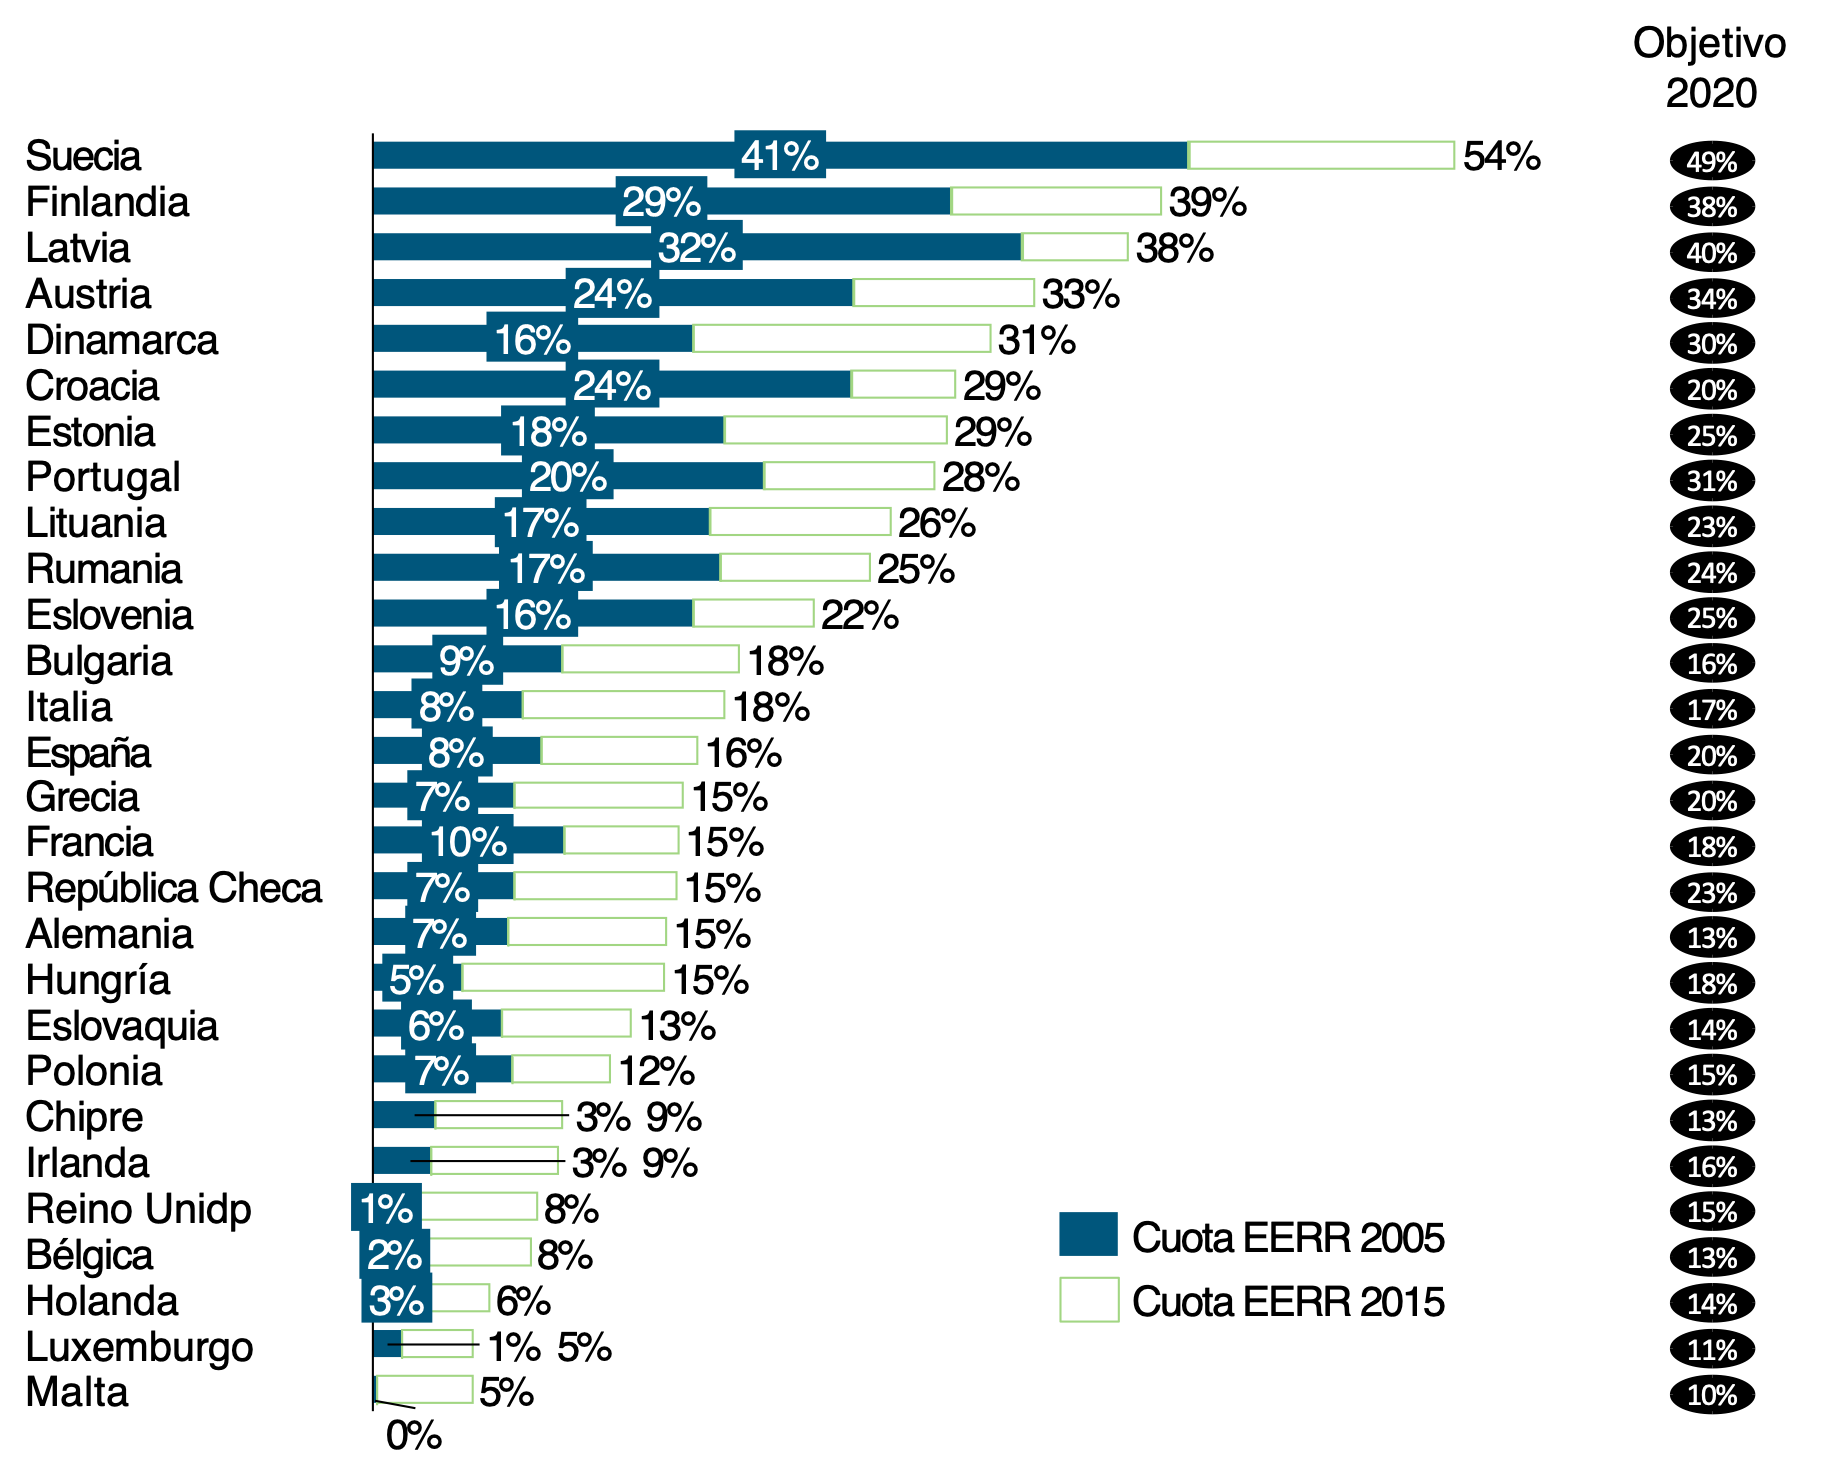 Objetivo
2020
Suecia 41% 54% 49%
Finlandia 29% 39% 38%
Latvia 32% 38% 40%
Austria 24% 33% 34%
Dinamarca 16% 31% 30%
Croacia 24% 29% 20%
Estonia 18% 29% 25%
Portugal 20% 28% 31%
Lituania 17% 26% 23%
Rumania 17% 25% 24%
Eslovenia 16% 22% 25%
Bulgaria 9% 18% 16%
Italia 8% 18% 17%
España 8% 16% 20%
Grecia 7% 15% 20%
Francia 10% 15% 18%
República Checa 7% 15% 23%
Alemania 7% 15% 13%
Hungría 5% 15% 18%
Eslovaquia 6% 13% 14%
Polonia 7% 12% 15%
Chipre 3% 9% 13%
Irlanda 3% 9% 16%
Reino Unidp 1% 8% 15%
Bélgica 2% 8% 13%
Holanda 3% 6% 14%
Luxemburgo 1% 5% 11%
Malta 5% 10%
0%
Cuota EERR 2005
Cuota EERR 2015